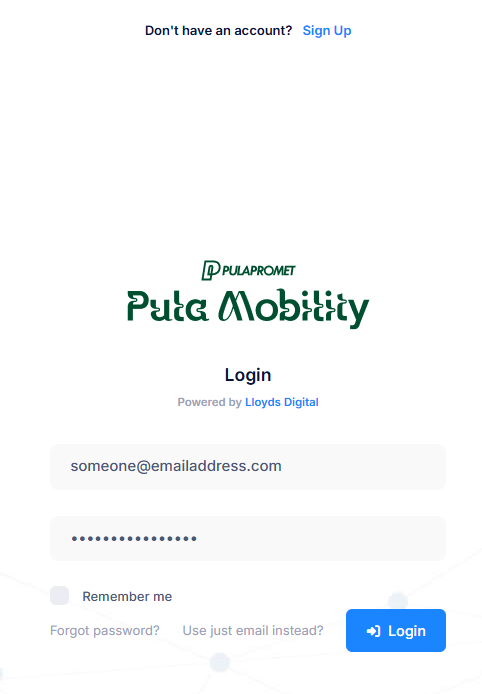 Don't have an account? Sign Up
PULAPROMET
Pula Mobility
Login
Powered by Lloyds Digital
someone@emailaddress.com
••••••••••••••••
Remember me
Forgot password? Use just email instead? Login